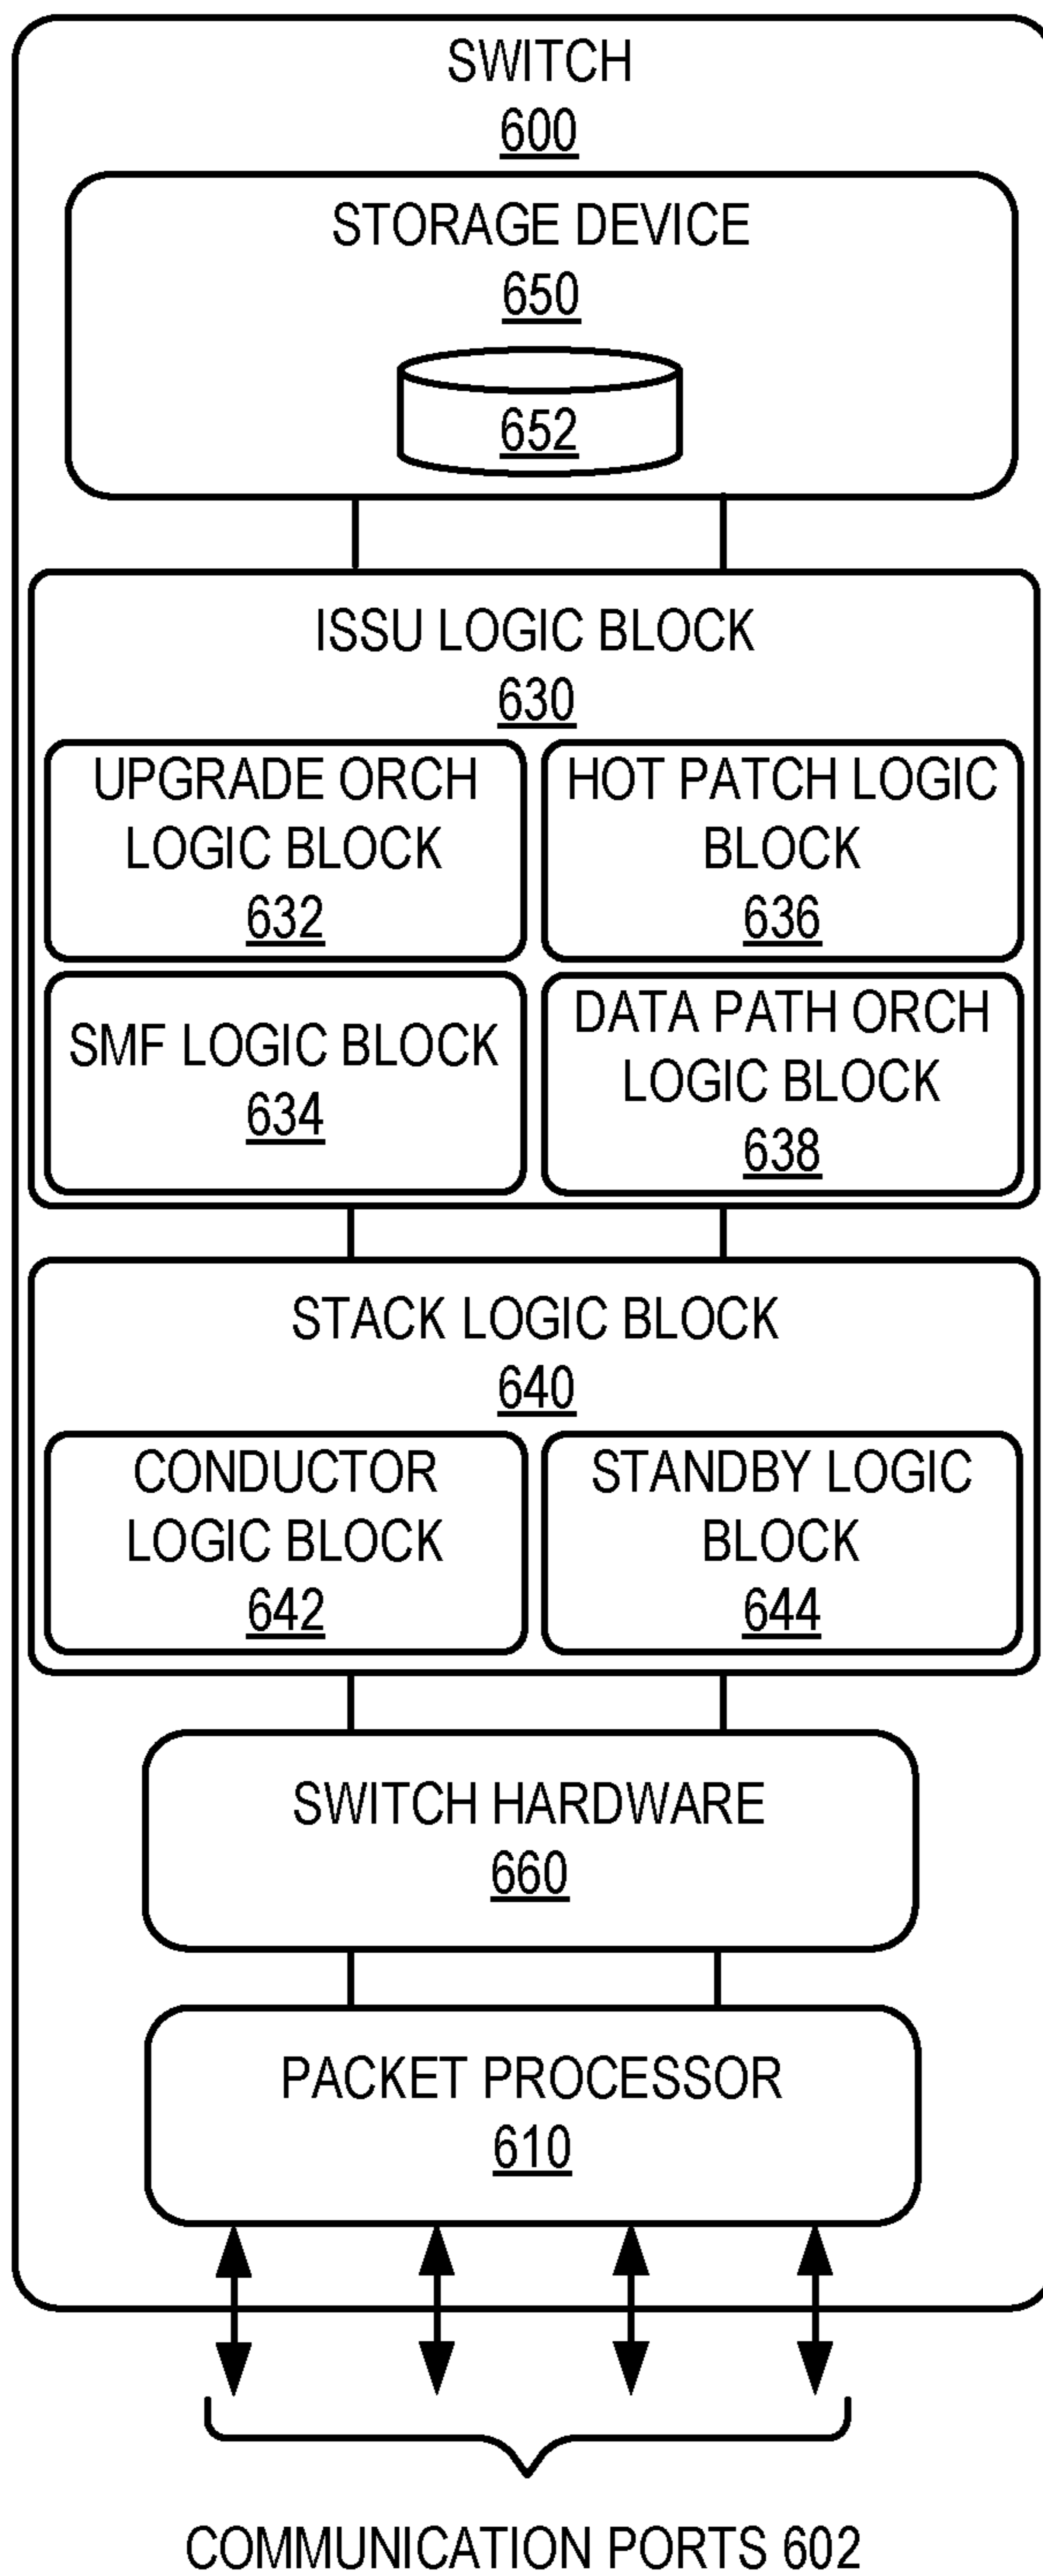 SWITCH
600
STORAGE DEVICE
650
652
ISSU LOGIC BLOCK
630
UPGRADE ORCH
LOGIC BLOCK
632
HOT PATCH LOGIC
BLOCK
636
SMF LOGIC BLOCK
634
DATA PATH ORCH
LOGIC BLOCK
638
STACK LOGIC BLOCK
640
CONDUCTOR
LOGIC BLOCK
642
STANDBY LOGIC
BLOCK
644
SWITCH HARDWARE
660
PACKET PROCESSOR
610
COMMUNICATION PORTS 602